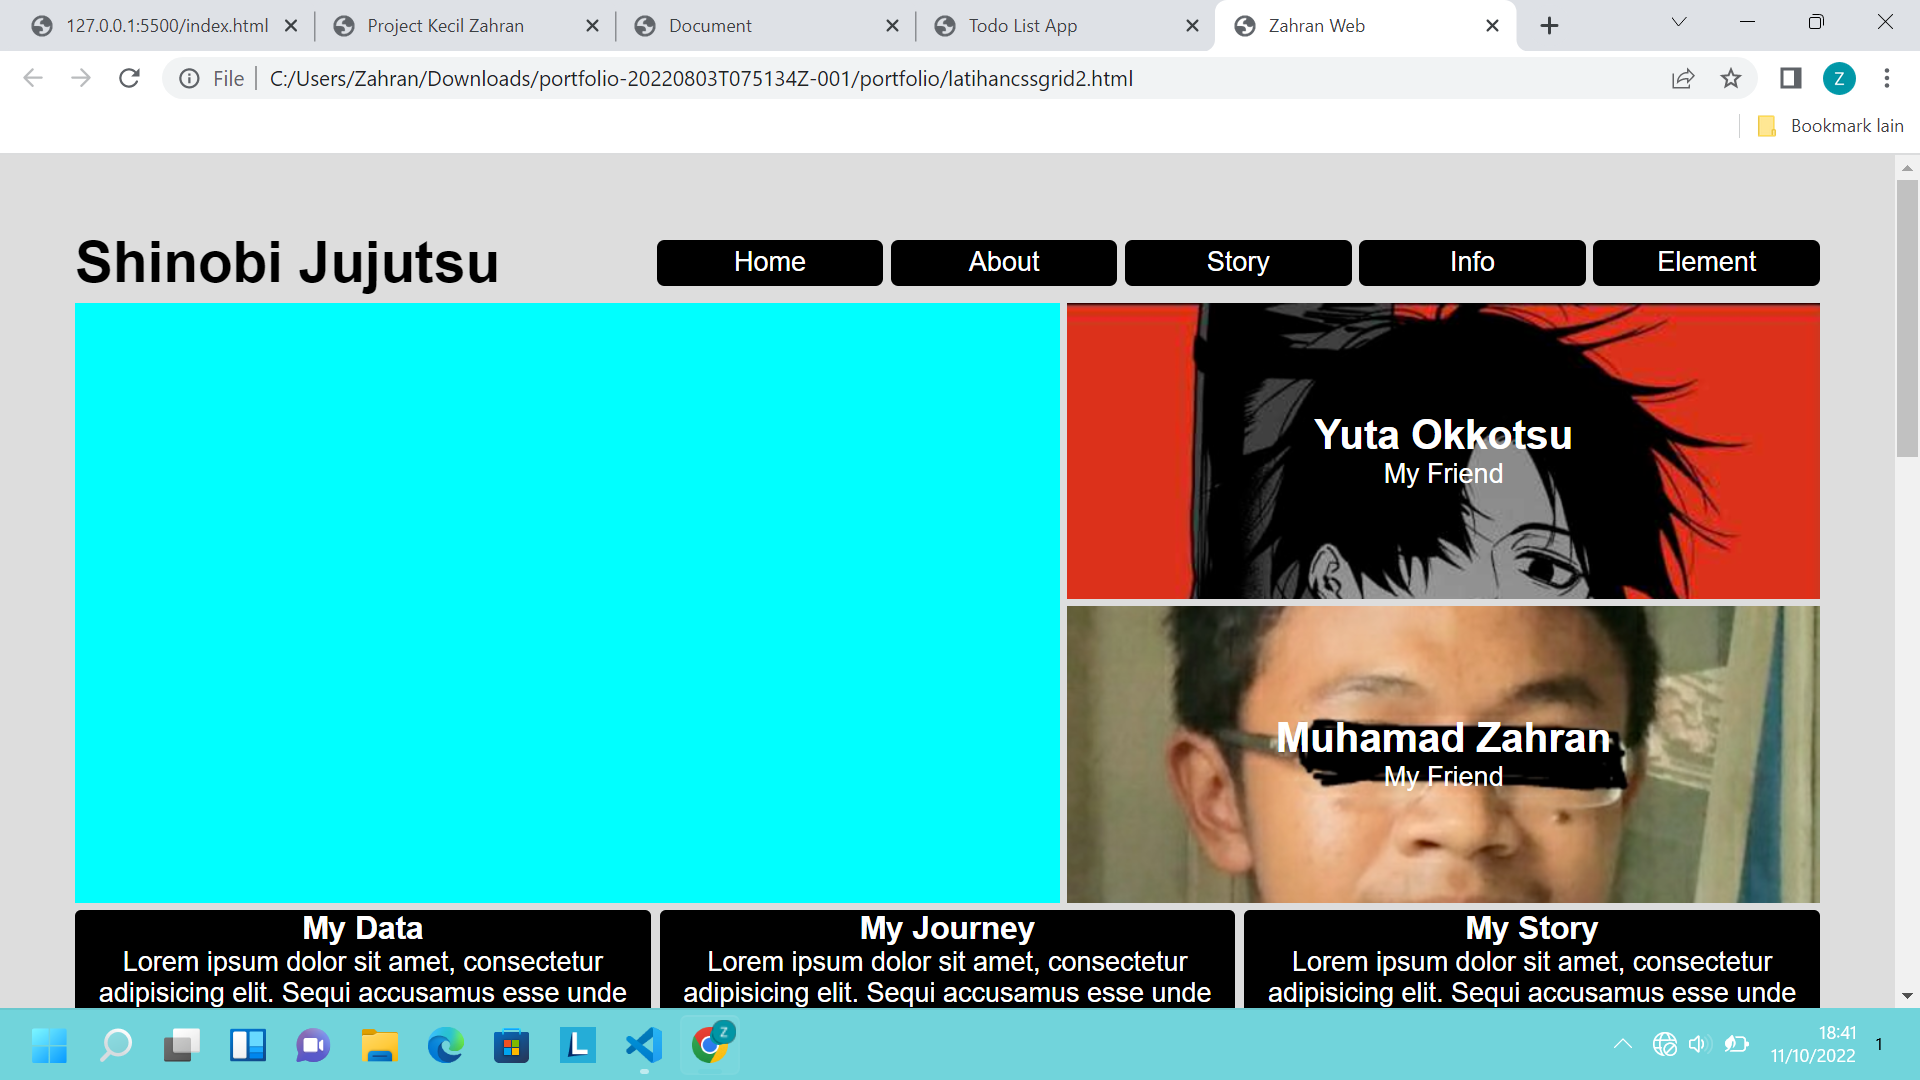 127.0.0.1:5500/index.html
Project Kecil Zahran
Document
Todo List App
Zahran Web
File
C:/Users/Zahran/Downloads/portfolio-20220803T075134Z-001/portfolio/latihancssgrid2.html
Z
Bookmark lain
Shinobi Jujutsu
Home
About
Story
Info
Element
Yuta Okkotsu
My Friend
Muhamad Zahran
My Friend
My Data
Lorem ipsum dolor sit amet, consectetur
adipisicing elit. Sequi accusamus esse unde
My Journey
Lorem ipsum dolor sit amet, consectetur
adipisicing elit. Sequi accusamus esse unde
My Story
Lorem ipsum dolor sit amet, consectetur
adipisicing elit. Sequi accusamus esse unde
L
Z
18:41
11/10/2022
1